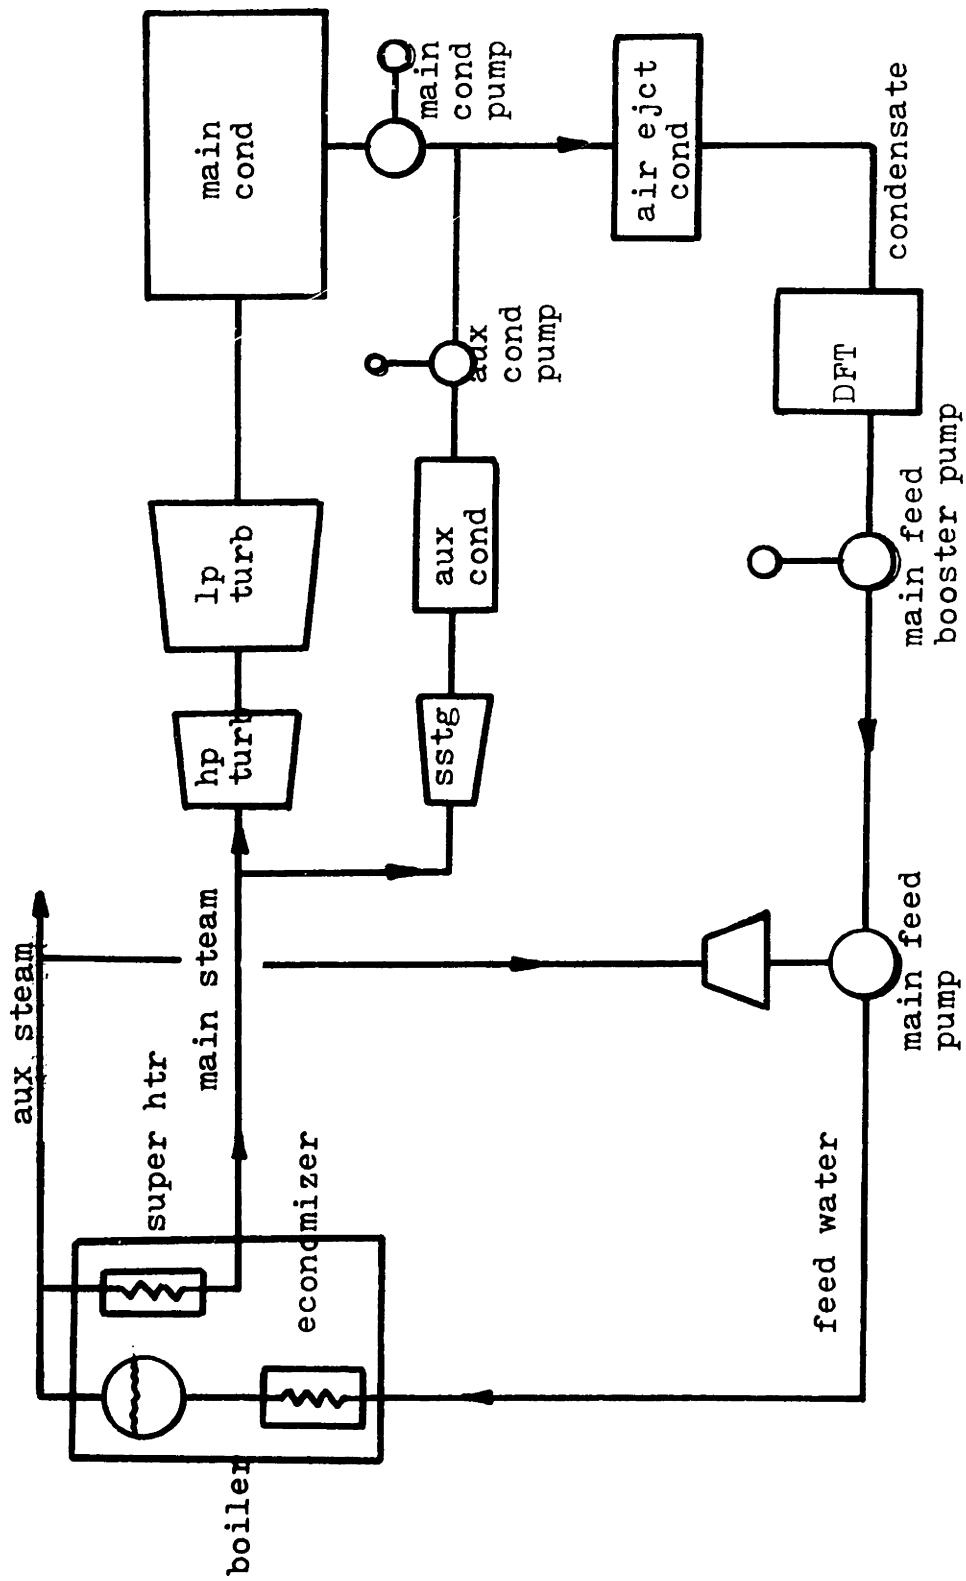 aux steam
boiler
super htr
economizer
main steam
hp
turb
lp
turb
main
cond
main
cond
pump
sstg
aux
cond
aux
cond
pump
air ejct
cond
condensate
DFT
main feed
booster pump
main feed
pump
feed water